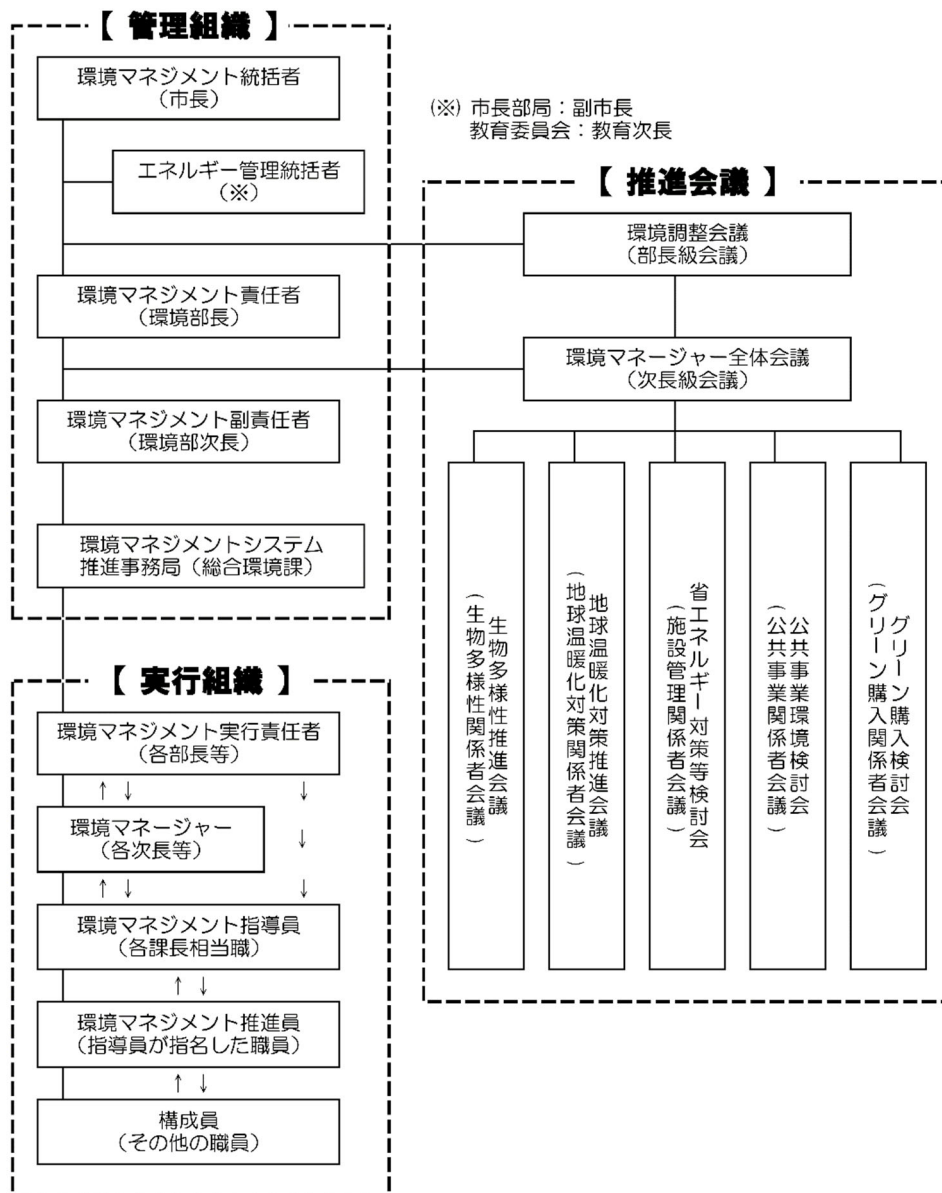 【 管理組織 】
環境マネジメント統括者
（市長）
エネルギー管理統括者
（※）
環境マネジメント責任者
（環境部長）
環境マネジメント副責任者
（環境部次長）
環境マネジメントシステム
推進事務局（総合環境課）
(※) 市長部局：副市長
教育委員会：教育次長
【 推進会議 】
環境調整会議
（部長級会議）
環境マネージャー全体会議
（次長級会議）
生物多様性推進会議
（生物多様性関係者会議）
地球温暖化対策推進会議
（地球温暖化対策関係者会議）
省エネルギー対策等検討会
（施設管理関係者会議）
公共事業環境検討会
（公共事業関係者会議）
グリーン購入検討会
（グリーン購入関係者会議）
【 実行組織 】
環境マネジメント実行責任者
（各部長等）
↑ ↓ ↓
環境マネージャー
（各次長等）
↓
↑ ↓ ↓
環境マネジメント指導員
（各課長相当職）
↑ ↓
環境マネジメント推進員
（指導員が指名した職員）
↑ ↓
構成員
（その他の職員）